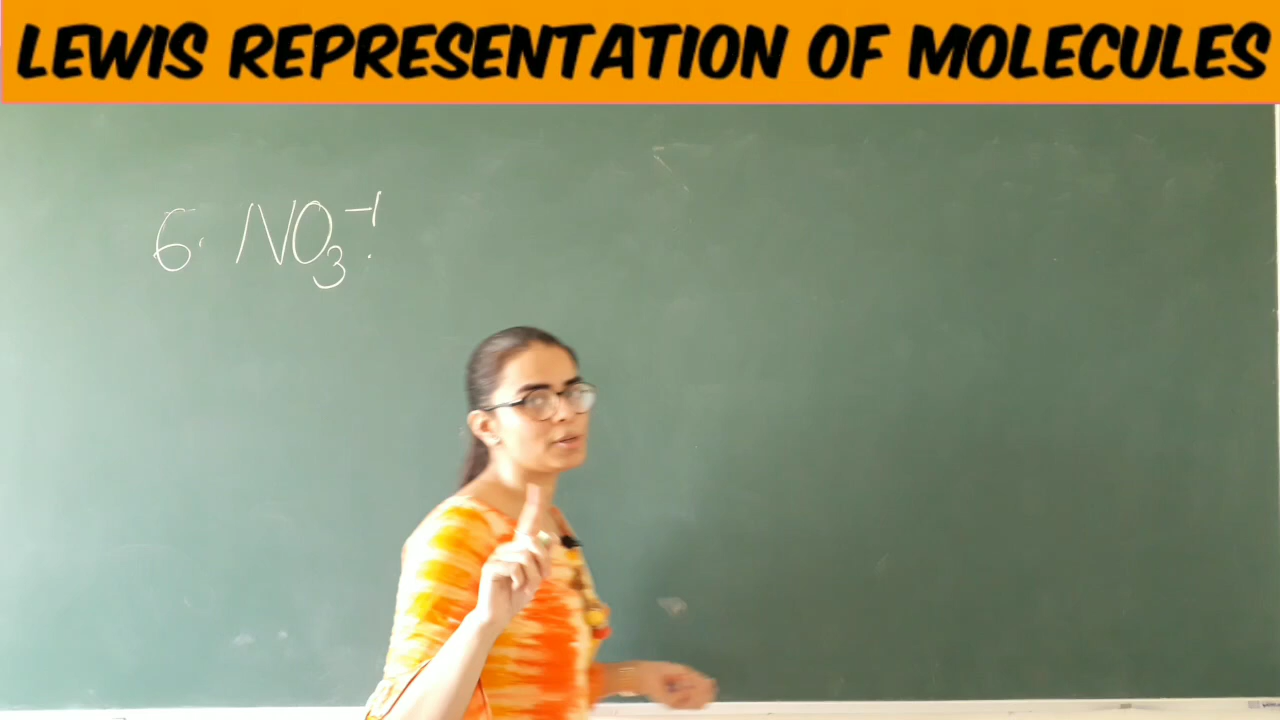 LEWIS REPRESENTATION OF MOLECULES
6. NO₃⁻¹.